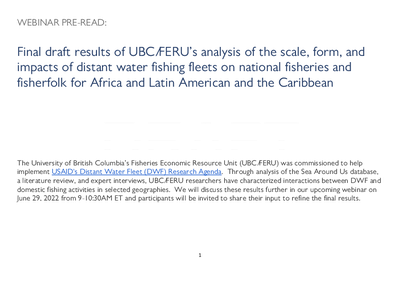 WEBINAR PRE-READ:
Final draft results of UBC/FERU's analysis of the scale, form, and
impacts of distant water fishing fleets on national fisheries and
fisherfolk for Africa and Latin American and the Caribbean
The University of British Columbia's Fisheries Economic Resource Unit (UBC/FERU) was commissioned to help
implement USAID's Distant Water Fleet (DWF) Research Agenda. Through analysis of the Sea Around Us database,
a literature review, and expert interviews, UBC/FERU researchers have characterized interactions between DWF and
domestic fishing activities in selected geographies. We will discuss these results further in our upcoming webinar on
June 29, 2022 from 9-10:30AM ET and participants will be invited to share their input to refine the final results.
1